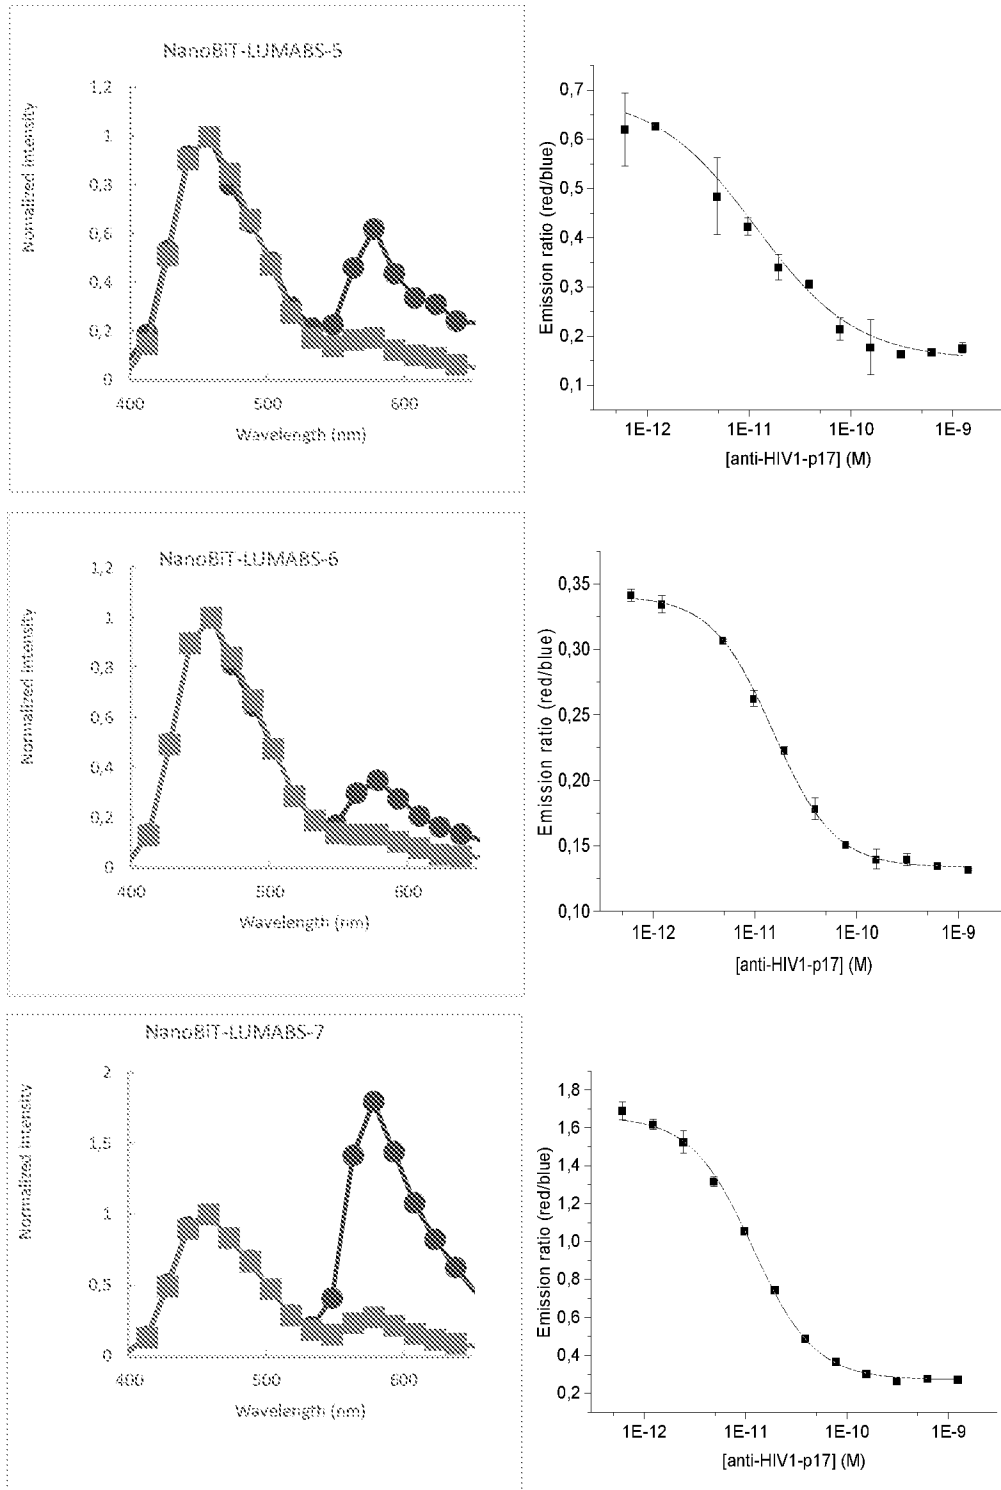 NanoBiT-LUMABS-5
Normalized intensity
1,2
1
0,8
0,6
0,4
0,2
0
400
500
600
Wavelength (nm)
Emission ratio (red/blue)
0,7
0,6
0,5
0,4
0,3
0,2
0,1
1E-12
1E-11
1E-10
1E-9
[anti-HIV1-p17] (M)
NanoBiT-LUMABS-6
Normalized intensity
1,2
1
0,8
0,6
0,4
0,2
0
400
500
600
Wavelength (nm)
Emission ratio (red/blue)
0,35
0,30
0,25
0,20
0,15
0,10
1E-12
1E-11
1E-10
1E-9
[anti-HIV1-p17] (M)
NanoBiT-LUMABS-7
Normalized intensity
2
1,5
1
0,5
0
400
500
600
Wavelength (nm)
Emission ratio (red/blue)
1,8
1,6
1,4
1,2
1,0
0,8
0,6
0,4
0,2
1E-12
1E-11
1E-10
1E-9
[anti-HIV1-p17] (M)